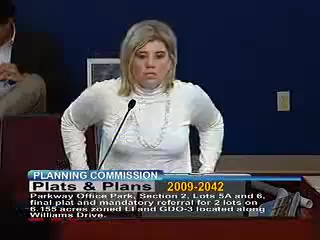 PLANNING COMMISSION
Plats & Plans 2009-2042
Parkway Office Park, Section 2, Lots 5A and 6,
final plat and mandatory referral for 2 lots on
6.155 acres zoned LI and GDO-3 located along
Williams Drive.